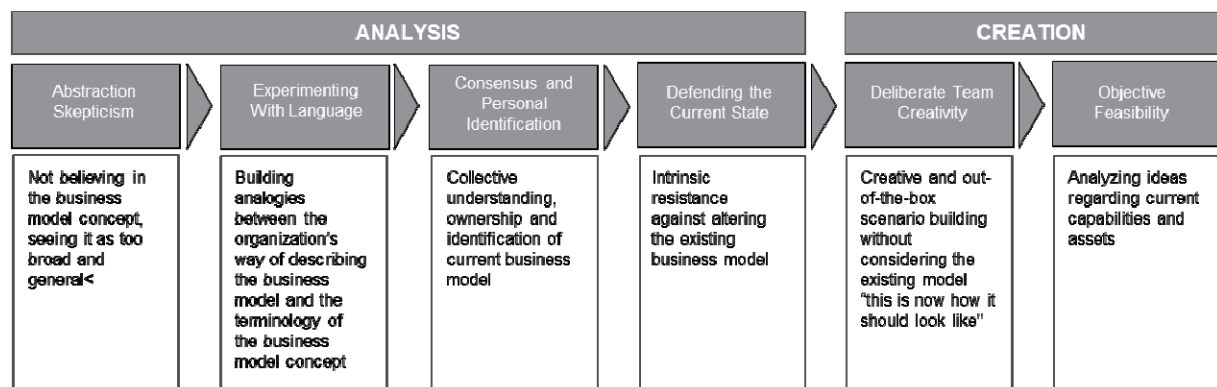 ANALYSIS
CREATION
Abstraction
Skepticism
Experimenting
With Language
Consensus and
Personal
Identification
Defending the
Current State
Deliberate Team
Creativity
Objective
Feasibility
Not believing in
the business
model concept,
seeing it as too
broad and
general<
Building
analogies
between the
organization's
way of describing
the business
model and the
terminology of
the business
model concept
Collective
understanding,
ownership and
identification of
current business
model
Intrinsic
resistance
against altering
the existing
business model
Creative and out-
of-the-box
scenario building
without
considering the
existing model
"this is now how it
should look like"
Analyzing ideas
regarding current
capabilities and
assets